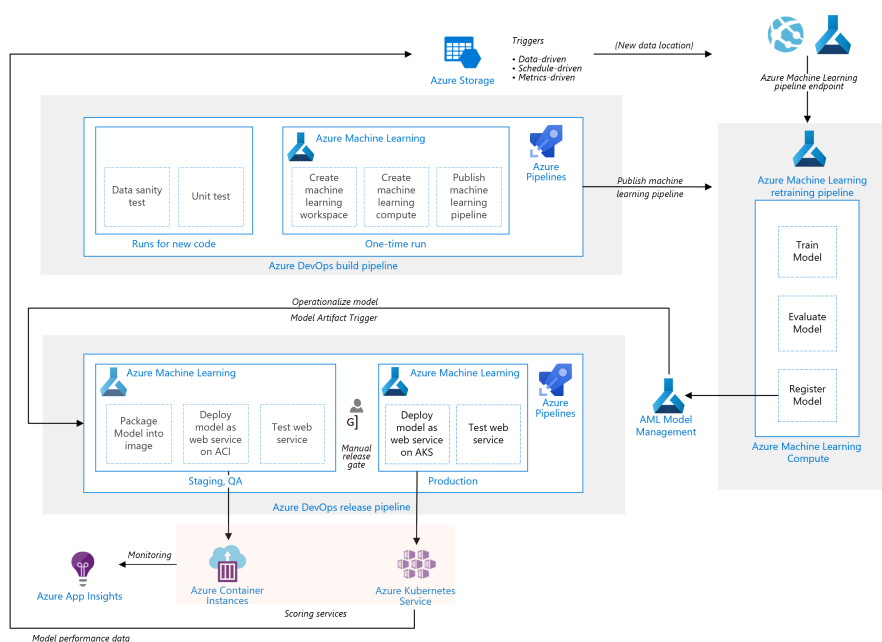 Triggers
• Data-driven
• Schedule-driven
• Metrics-driven
(New data location)
Azure Storage
Azure Machine Learning
pipeline endpoint
Azure Machine Learning
Data sanity
test
Unit test
Create
machine
learning
workspace
Create
machine
learning
compute
Publish
machine
learning
pipeline
Azure
Pipelines
Runs for new code
One-time run
Azure DevOps build pipeline
Publish machine
learning pipeline
Azure Machine Learning
retraining pipeline
Train
Model
Evaluate
Model
Register
Model
Azure Machine Learning
Compute
Operationalize model
Model Artifact Trigger
AML Model
Management
Azure Machine Learning
Package
Model into
image
Deploy
model as
web service
on ACI
Test web
service
Staging, QA
G]
Manual
release
gate
Azure Machine Learning
Deploy
model as
web service
on AKS
Test web
service
Production
Azure
Pipelines
Azure DevOps release pipeline
Monitoring
Azure App Insights
Azure Container
Instances
Azure Kubernetes
Service
Scoring services
Model performance data